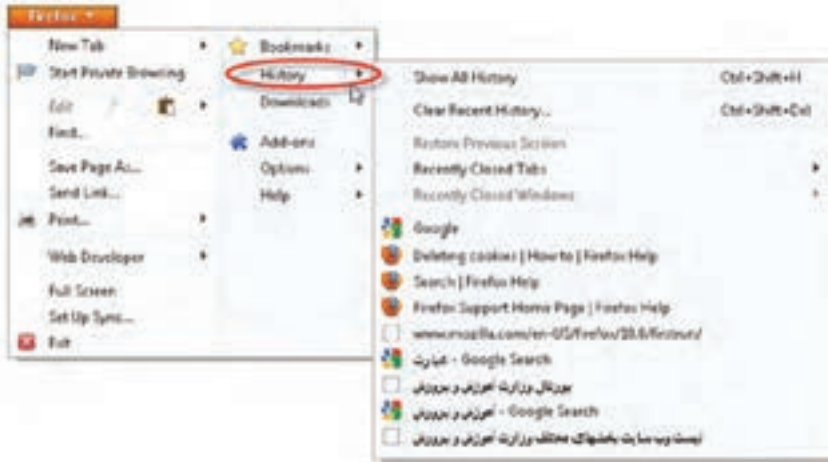 Firefox
New Tab
Start Private Browsing
Edit
Find...
Save Page As...
Send Link...
Print...
Web Developer
Full Screen
Set Up Sync...
Exit
Bookmarks
History
Downloads
Add-ons
Options
Help
Show All History Ctrl+Shift+H
Clear Recent History... Ctrl+Shift+Del
Restore Previous Session
Recently Closed Tabs
Recently Closed Windows
Google
Deleting cookies | How to | Firefox Help
Search | Firefox Help
Firefox Support Home Page | Firefox Help
www.mozilla.com/en-US/firefox/10.0/firstrun/
عبارت - Google Search
پورتال وزارت آموزش و پرورش
آموزش و پرورش - Google Search
لیست وب سایت بخشهای مختلف وزارت آموزش و پرورش